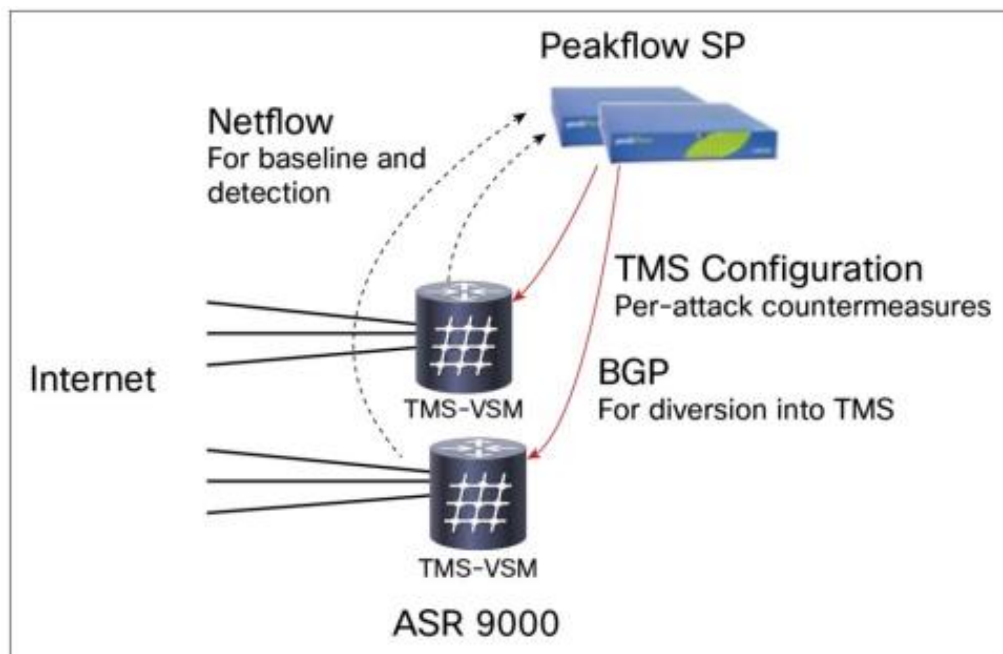 Peakflow SP
Netflow
For baseline and
detection
TMS Configuration
Per-attack countermeasures
Internet
BGP
For diversion into TMS
TMS-VSM
TMS-VSM
ASR 9000